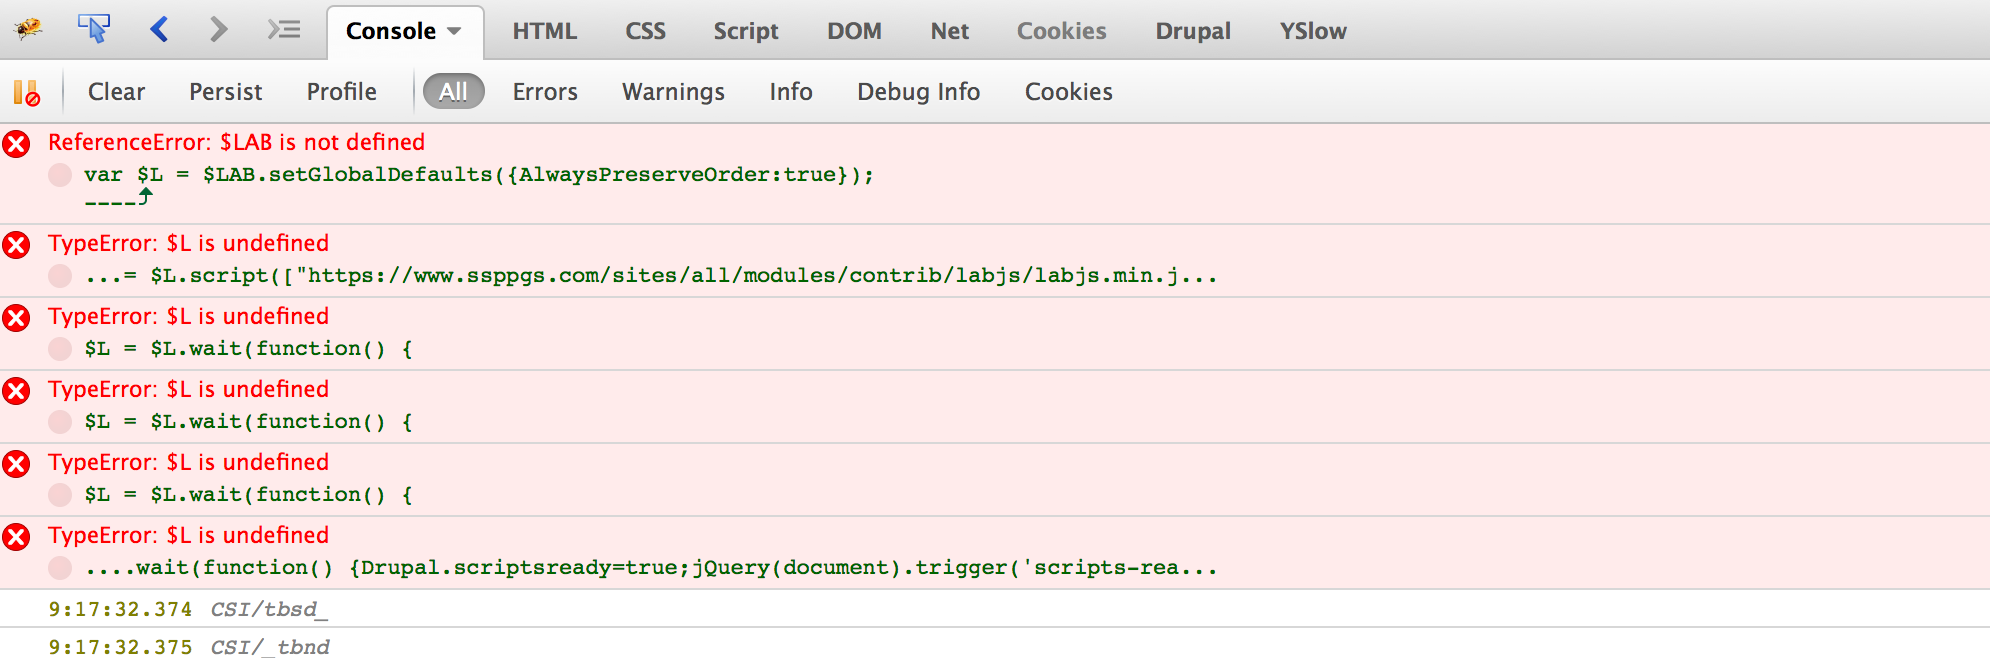 Console HTML CSS Script DOM Net Cookies Drupal YSlow
Clear Persist Profile All Errors Warnings Info Debug Info Cookies
ReferenceError: $LAB is not defined
var $L = $LAB.setGlobalDefaults({AlwaysPreserveOrder:true});
----
TypeError: $L is undefined
...= $L.script(["https://www.ssppgs.com/sites/all/modules/contrib/labjs/labjs.min.j...
TypeError: $L is undefined
$L = $L.wait(function() {
TypeError: $L is undefined
$L = $L.wait(function() {
TypeError: $L is undefined
$L = $L.wait(function() {
TypeError: $L is undefined
....wait(function() {Drupal.scriptsready=true;jQuery(document).trigger('scripts-rea...
9:17:32.374 CSI/tbsd_
9:17:32.375 CSI/_tbnd